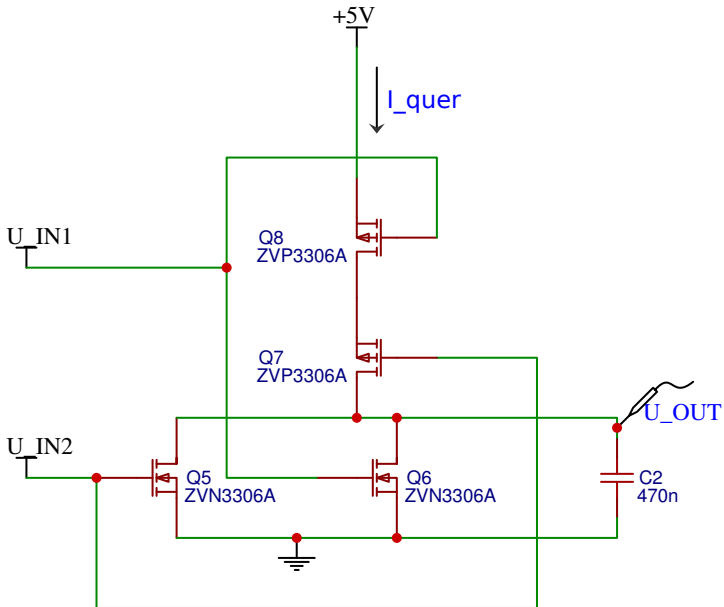 +5V
I_quer
U_IN1
Q8
ZVP3306A
Q7
ZVP3306A
U_OUT
U_IN2
Q5
ZVN3306A
Q6
ZVN3306A
C2
470n